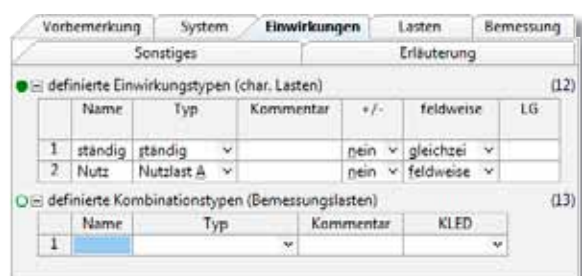 Vorbemerkung System Einwirkungen Lasten Bemessung
Sonstiges Erläuterung
definierte Einwirkungstypen (char. Lasten) (12)
Name Typ Kommentar +/- feldweise LG
1 ständig ständig nein gleichzei
2 Nutz Nutzlast A nein feldweise
definierte Kombinationstypen (Bemessungslasten) (13)
Name Typ Kommentar KLED
1